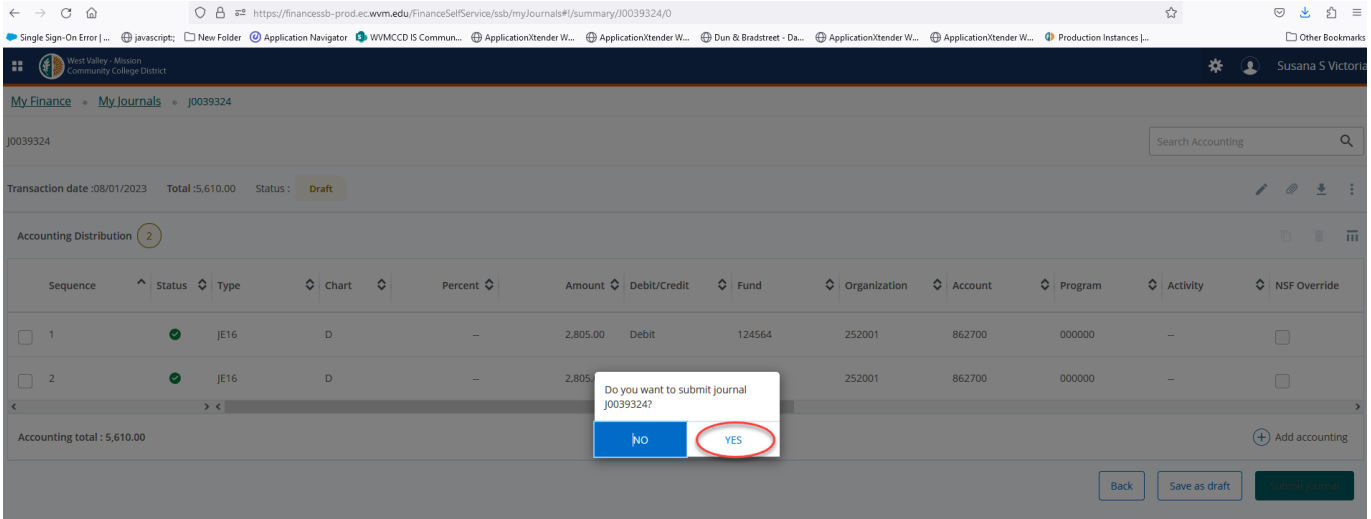 https://financessb-prod.ec.wvm.edu/FinanceSelfService/ssb/myJournals#!/summary/J0039324/0
Single Sign-On Error | ... javascript:; New Folder Application Navigator WVMCCD IS Commun... ApplicationXtender W... ApplicationXtender W... Dun & Bradstreet - Da... ApplicationXtender W... ApplicationXtender W... Production Instances |... Other Bookmarks
West Valley - Mission
Community College District
Susana S Victoria
My Finance • My Journals • J0039324
J0039324 Search Accounting
Transaction date :08/01/2023 Total :5,610.00 Status : Draft
Accounting Distribution 2
Sequence Status Type Chart Percent Amount Debit/Credit Fund Organization Account Program Activity NSF Override
1 JE16 D -- 2,805.00 Debit 124564 252001 862700 000000 --
2 JE16 D -- 2,805. 252001 862700 000000 --
Do you want to submit journal
J0039324?
NO YES
Accounting total : 5,610.00 Add accounting
Back Save as draft Submit journal